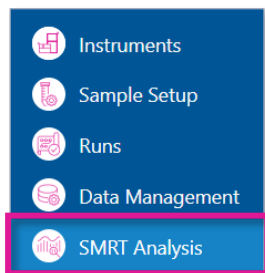 Instruments
Sample Setup
Runs
Data Management
SMRT Analysis